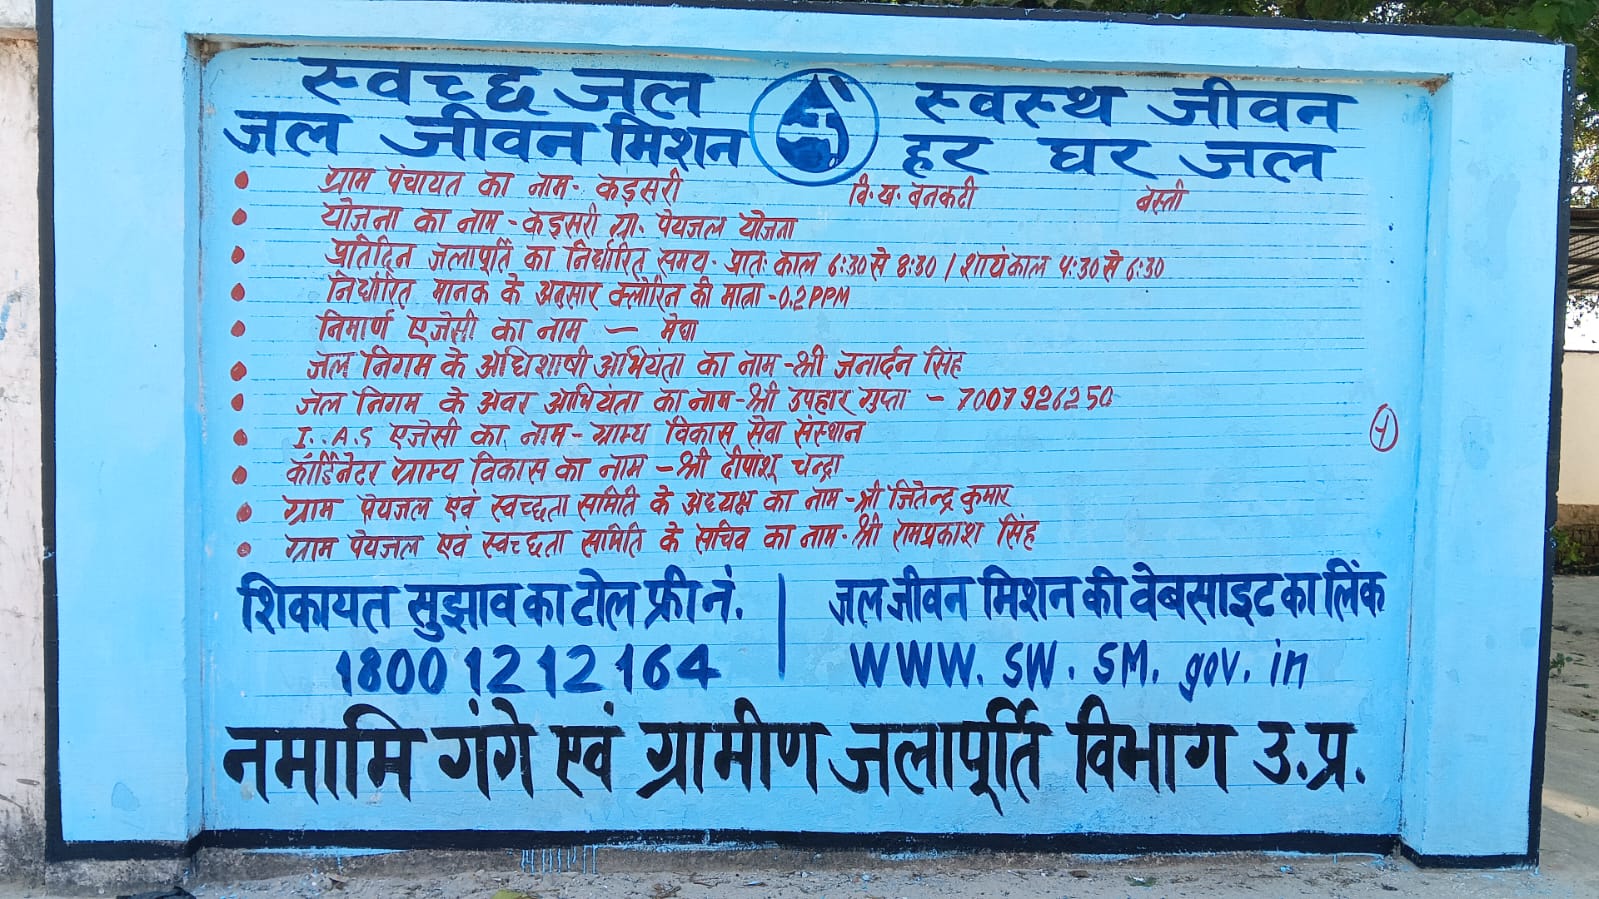 स्वच्छ जल स्वस्थ जीवन
जल जीवन मिशन हर घर जल
ग्राम पंचायत का नाम- कड़सरी वि.ख. बनकटी बस्ती
योजना का नाम - कड़सरी ग्रा. पेयजल योजना
प्रतिदिन जलापूर्ति का निर्धारित समय- प्रातः काल 6:30 से 8:30 / शायंकाल 4:30 से 6:30
निर्धारित मानक के अनुसार क्लोरिन की मात्रा - 0.2 PPM
निमार्ण एजेसी का नाम — मेघा
जल निगम के अधिशाषी अभियंता का नाम - श्री जनार्दन सिंह
जल निगम के अवर अभियंता का नाम - श्री उपहार गुप्ता - 7007926250
I..A.S एजेसी का नाम - ग्राम्य विकास सेवा संस्थान
कॉर्डिनेटर ग्राम्य विकास का नाम - श्री दीपांशू चन्द्रा
ग्राम पेयजल एवं स्वच्छता समिति के अध्यक्ष का नाम - श्री जितेन्द्र कुमार
ग्राम पेयजल एवं स्वच्छता समिति के सचिव का नाम - श्री रामप्रकाश सिंह
शिकायत सुझाव का टोल फ्री नं. | जल जीवन मिशन की वेबसाइट का लिंक
1800 12 12 164 | WWW. SW. SM. gov. in
नमामि गंगे एवं ग्रामीण जलापूर्ति विभाग उ.प्र.